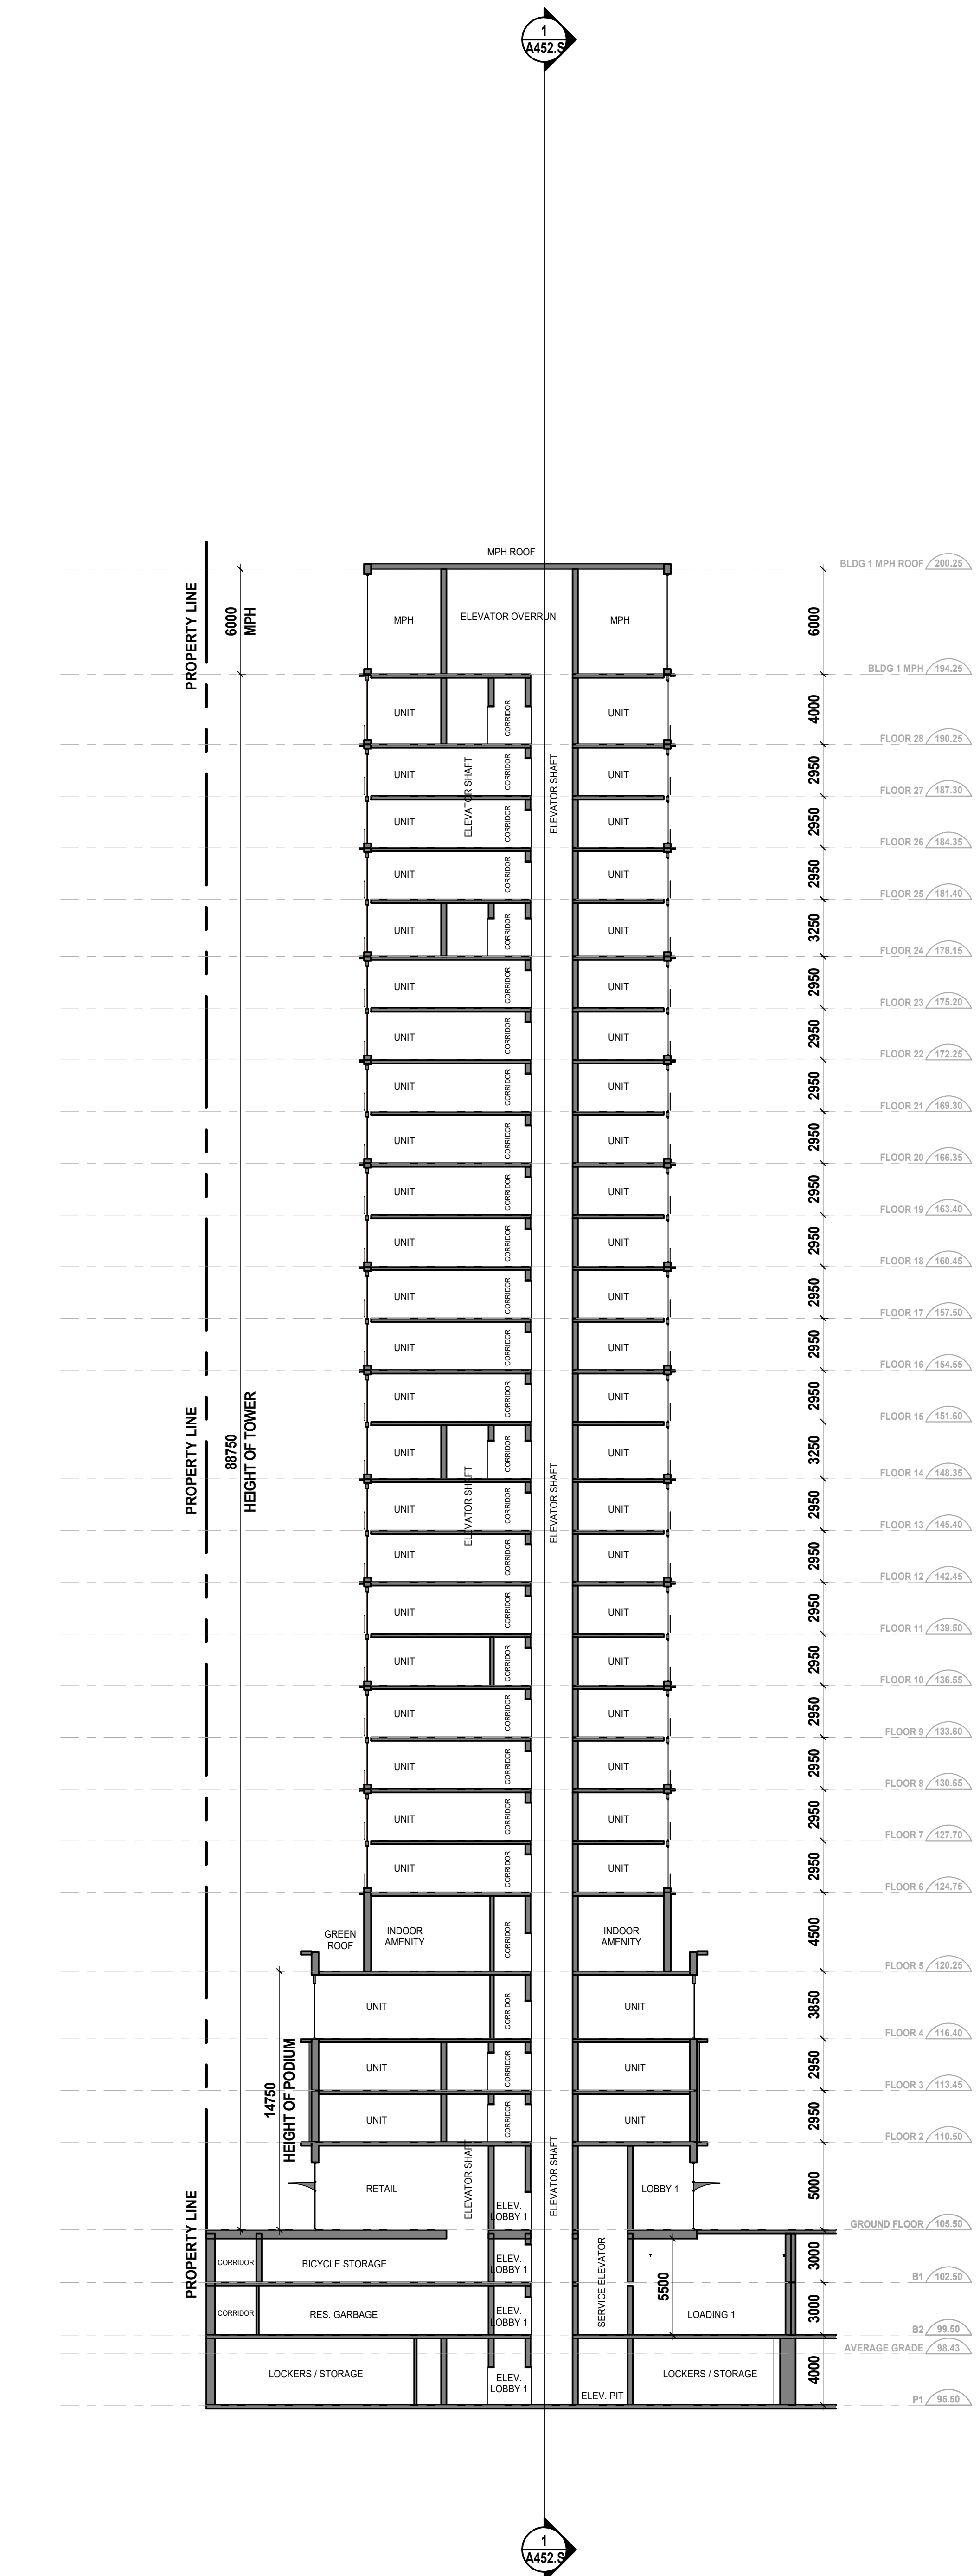 1
A452.S
MPH ROOF
BLDG 1 MPH ROOF 200.25
PROPERTY LINE
6000
MPH
MPH
ELEVATOR OVERRUN
MPH
6000
BLDG 1 MPH 194.25
UNIT
CORRIDOR
UNIT
4000
FLOOR 28 190.25
UNIT
ELEVATOR SHAFT
CORRIDOR
ELEVATOR SHAFT
UNIT
2950
FLOOR 27 187.30
UNIT
CORRIDOR
UNIT
2950
FLOOR 26 184.35
UNIT
CORRIDOR
UNIT
2950
FLOOR 25 181.40
UNIT
CORRIDOR
UNIT
3250
FLOOR 24 178.15
UNIT
CORRIDOR
UNIT
2950
FLOOR 23 175.20
UNIT
CORRIDOR
UNIT
2950
FLOOR 22 172.25
UNIT
CORRIDOR
UNIT
2950
FLOOR 21 169.30
UNIT
CORRIDOR
UNIT
2950
FLOOR 20 166.35
UNIT
CORRIDOR
UNIT
2950
FLOOR 19 163.40
UNIT
CORRIDOR
UNIT
2950
FLOOR 18 160.45
UNIT
CORRIDOR
UNIT
2950
FLOOR 17 157.50
UNIT
CORRIDOR
UNIT
2950
FLOOR 16 154.55
PROPERTY LINE
88750
HEIGHT OF TOWER
UNIT
CORRIDOR
UNIT
2950
FLOOR 15 151.60
UNIT
CORRIDOR
UNIT
3250
FLOOR 14 148.35
UNIT
ELEVATOR SHAFT
CORRIDOR
ELEVATOR SHAFT
UNIT
2950
FLOOR 13 145.40
UNIT
CORRIDOR
UNIT
2950
FLOOR 12 142.45
UNIT
CORRIDOR
UNIT
2950
FLOOR 11 139.50
UNIT
CORRIDOR
UNIT
2950
FLOOR 10 136.55
UNIT
CORRIDOR
UNIT
2950
FLOOR 9 133.60
UNIT
CORRIDOR
UNIT
2950
FLOOR 8 130.65
UNIT
CORRIDOR
UNIT
2950
FLOOR 7 127.70
UNIT
CORRIDOR
UNIT
2950
FLOOR 6 124.75
GREEN
ROOF
INDOOR
AMENITY
CORRIDOR
INDOOR
AMENITY
4500
FLOOR 5 120.25
UNIT
CORRIDOR
UNIT
3850
FLOOR 4 116.40
14750
HEIGHT OF PODIUM
UNIT
CORRIDOR
UNIT
2950
FLOOR 3 113.45
UNIT
CORRIDOR
UNIT
2950
FLOOR 2 110.50
PROPERTY LINE
RETAIL
ELEVATOR SHAFT
ELEV.
LOBBY 1
ELEVATOR SHAFT
LOBBY 1
5000
GROUND FLOOR 105.50
CORRIDOR
BICYCLE STORAGE
ELEV.
LOBBY 1
SERVICE ELEVATOR
5500
3000
B1 102.50
CORRIDOR
RES. GARBAGE
ELEV.
LOBBY 1
LOADING 1
3000
B2 99.50
AVERAGE GRADE 98.43
LOCKERS / STORAGE
ELEV.
LOBBY 1
ELEV. PIT
LOCKERS / STORAGE
4000
P1 95.50
1
A452.S